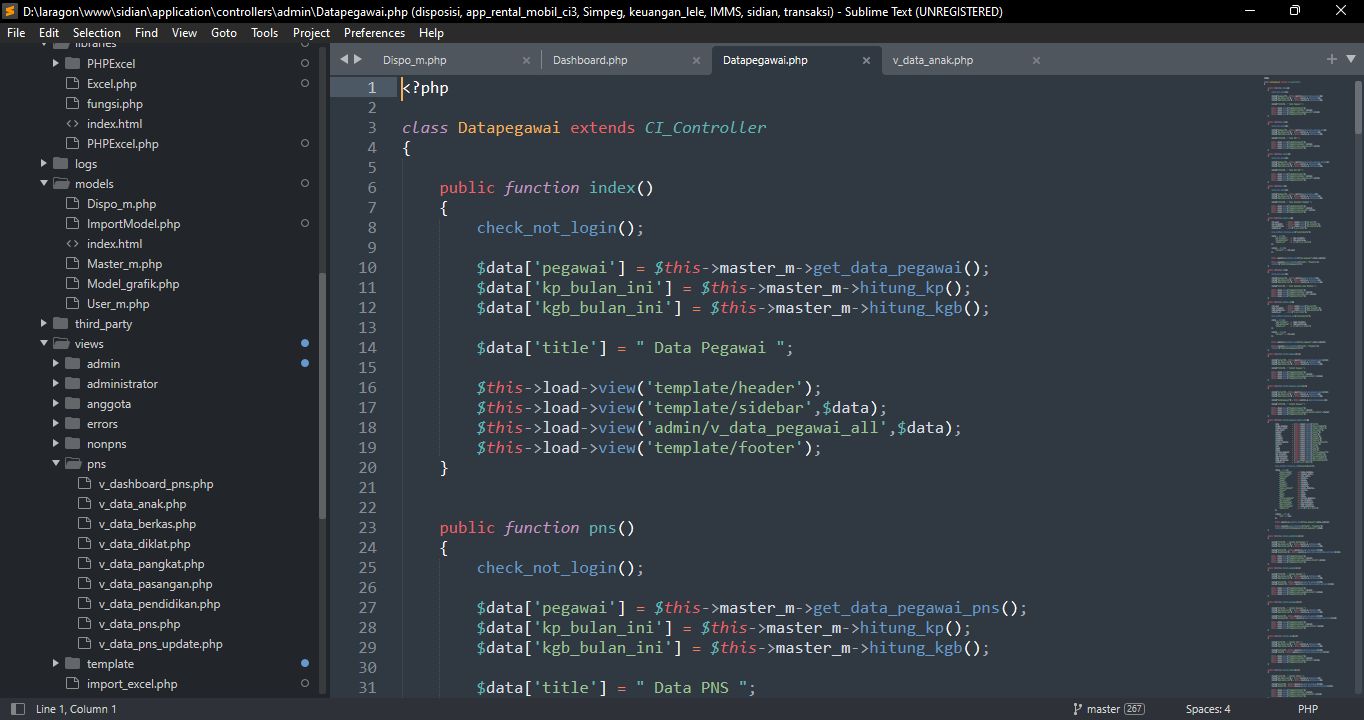 D:\laragon\www\sidian\application\controllers\admin\Datapegawai.php (disposisi, app_rental_mobil_ci3, Simpeg, keuangan_lele, IMMS, sidian, transaksi) - Sublime Text (UNREGISTERED)
File Edit Selection Find View Goto Tools Project Preferences Help
libraries
PHPExcel
Excel.php
fungsi.php
index.html
PHPExcel.php
logs
models
Dispo_m.php
ImportModel.php
index.html
Master_m.php
Model_grafik.php
User_m.php
third_party
views
admin
administrator
anggota
errors
nonpns
pns
v_dashboard_pns.php
v_data_anak.php
v_data_berkas.php
v_data_diklat.php
v_data_pangkat.php
v_data_pasangan.php
v_data_pendidikan.php
v_data_pns.php
v_data_pns_update.php
template
import_excel.php
Dispo_m.php Dashboard.php Datapegawai.php v_data_anak.php
1 <?php
2
3 class Datapegawai extends CI_Controller
4 {
5
6 public function index()
7 {
8 check_not_login();
9
10 $data['pegawai'] = $this->master_m->get_data_pegawai();
11 $data['kp_bulan_ini'] = $this->master_m->hitung_kp();
12 $data['kgb_bulan_ini'] = $this->master_m->hitung_kgb();
13
14 $data['title'] = " Data Pegawai ";
15
16 $this->load->view('template/header');
17 $this->load->view('template/sidebar',$data);
18 $this->load->view('admin/v_data_pegawai_all',$data);
19 $this->load->view('template/footer');
20 }
21
22
23 public function pns()
24 {
25 check_not_login();
26
27 $data['pegawai'] = $this->master_m->get_data_pegawai_pns();
28 $data['kp_bulan_ini'] = $this->master_m->hitung_kp();
29 $data['kgb_bulan_ini'] = $this->master_m->hitung_kgb();
30
31 $data['title'] = " Data PNS ";
Line 1, Column 1 master 267 Spaces: 4 PHP